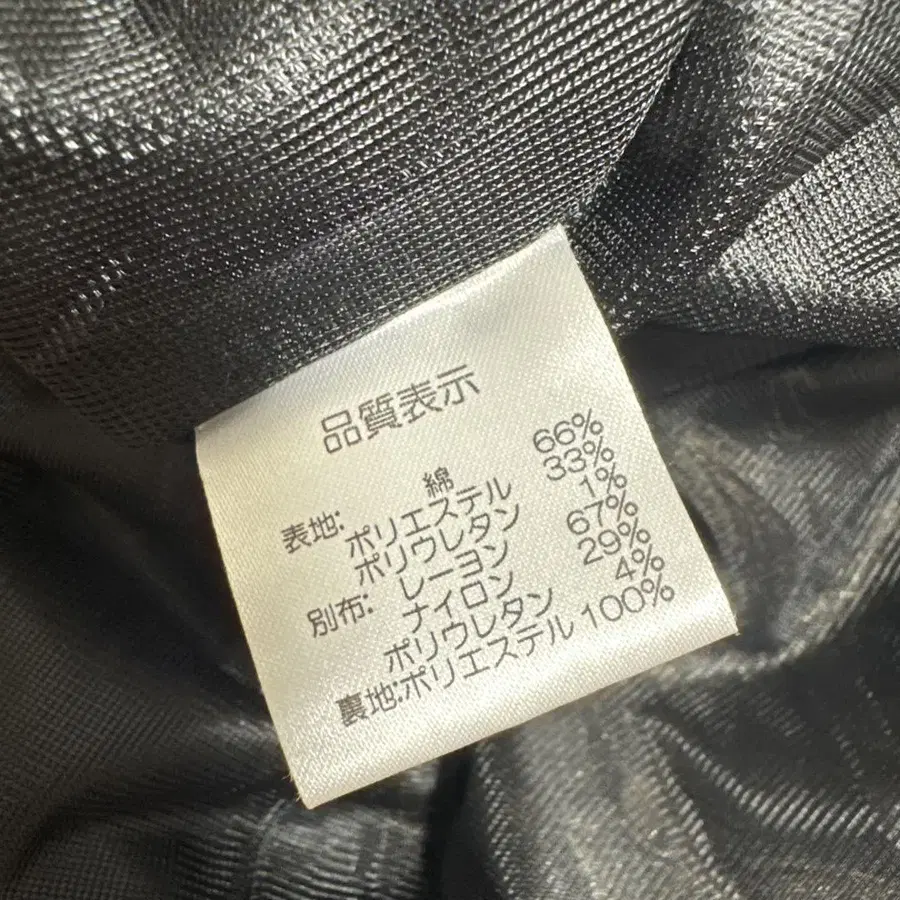 品質表示
表地: 綿 66%
ポリエステル 33%
ポリウレタン 1%
別布: レーヨン 67%
ナイロン 29%
ポリウレタン 4%
裏地:ポリエステル 100%